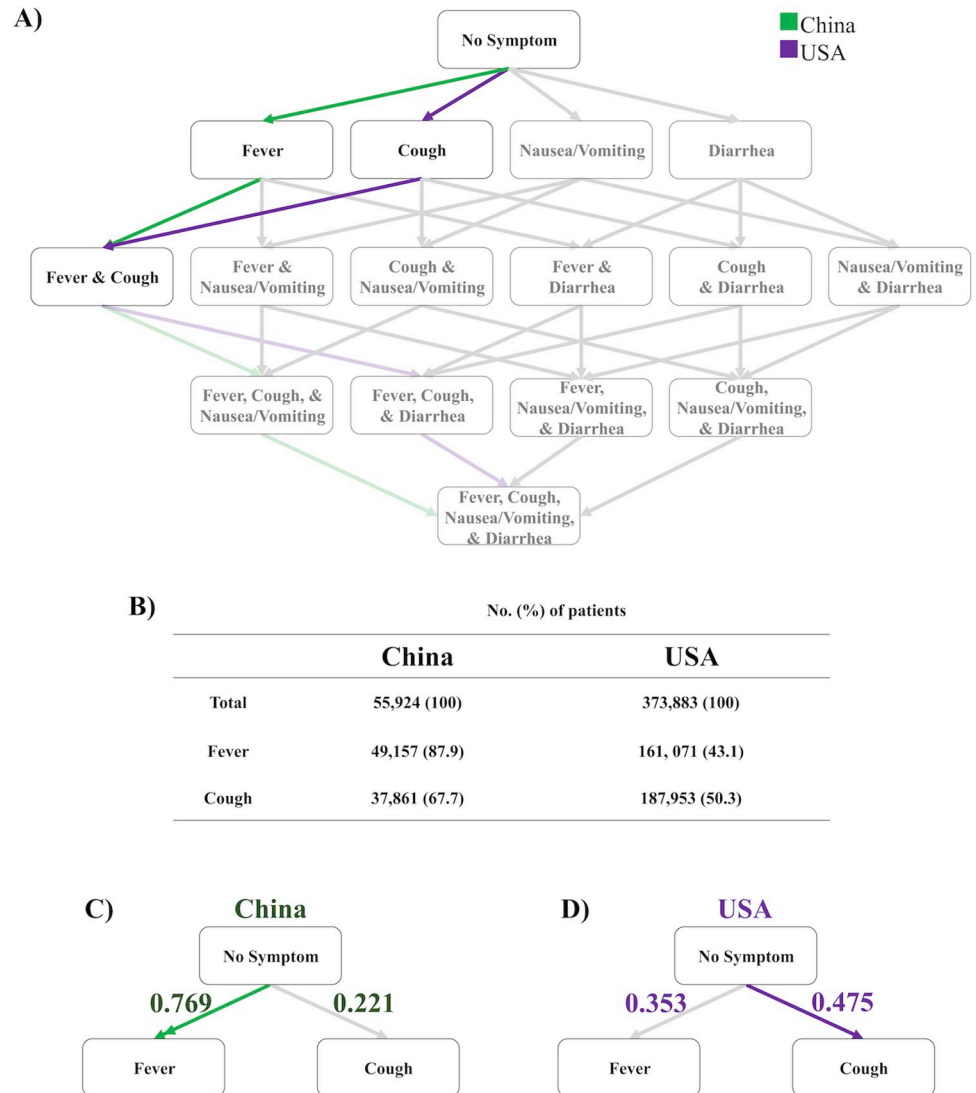 A)
China
USA
No Symptom
Fever
Cough
Nausea/Vomiting
Diarrhea
Fever & Cough
Fever &
Nausea/Vomiting
Cough &
Nausea/Vomiting
Fever &
Diarrhea
Cough
& Diarrhea
Nausea/Vomiting
& Diarrhea
Fever, Cough, &
Nausea/Vomiting
Fever, Cough,
& Diarrhea
Fever,
Nausea/Vomiting,
& Diarrhea
Cough,
Nausea/Vomiting,
& Diarrhea
Fever, Cough,
Nausea/Vomiting,
& Diarrhea
B)
No. (%) of patients
China USA
Total 55,924 (100) 373,883 (100)
Fever 49,157 (87.9) 161, 071 (43.1)
Cough 37,861 (67.7) 187,953 (50.3)
C) China
No Symptom
0.769 0.221
Fever Cough
D) USA
No Symptom
0.353 0.475
Fever Cough